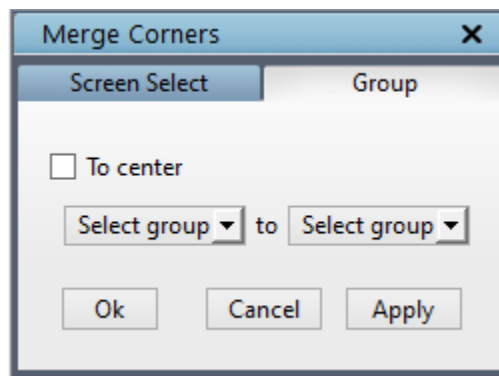 Merge Corners
Screen Select Group
To center
Select group to Select group
Ok Cancel Apply